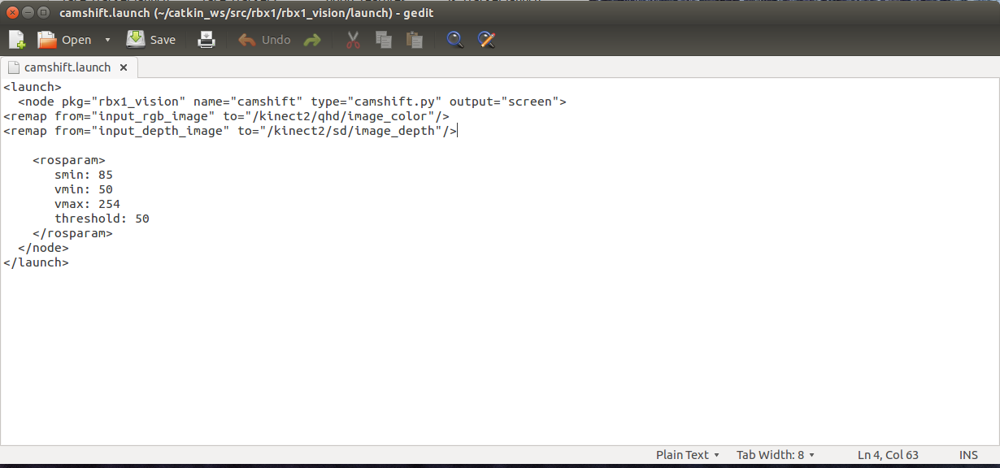 camshift.launch (~/catkin_ws/src/rbx1/rbx1_vision/launch) - gedit
Open Save Undo
camshift.launch
<launch>
  <node pkg="rbx1_vision" name="camshift" type="camshift.py" output="screen">
<remap from="input_rgb_image" to="/kinect2/qhd/image_color"/>
<remap from="input_depth_image" to="/kinect2/sd/image_depth"/>
    <rosparam>
       smin: 85
       vmin: 50
       vmax: 254
       threshold: 50
    </rosparam>
  </node>
</launch>
Plain Text Tab Width: 8 Ln 4, Col 63 INS